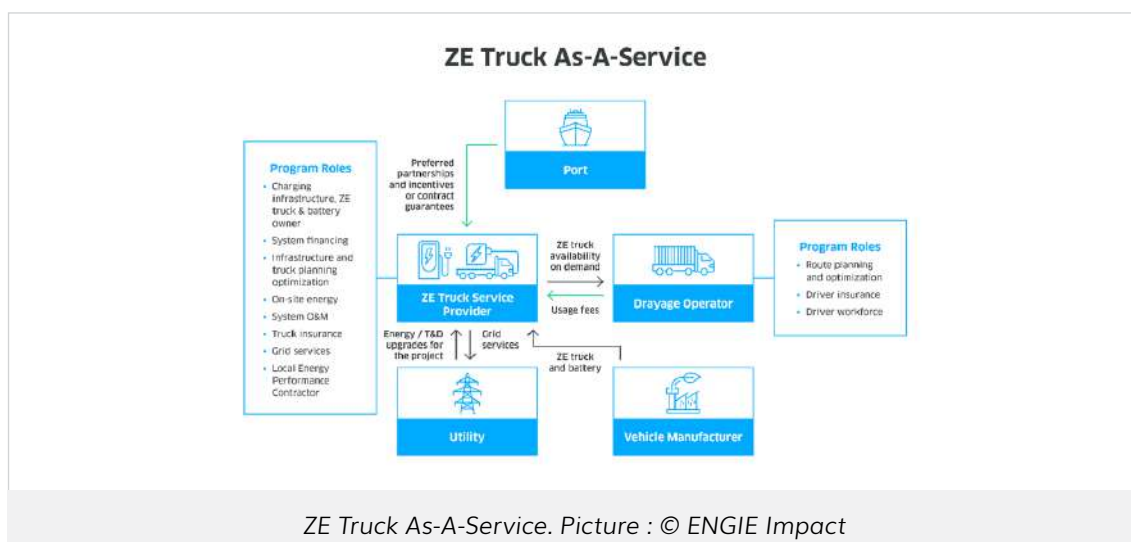 ZE Truck As-A-Service
Port
Preferred
partnerships
and incentives
or contract
guarantees
Program Roles
• Charging
infrastructure, ZE
truck & battery
owner
• System financing
• Infrastructure and
truck planning
optimization
• On-site energy
• System O&M
• Truck insurance
• Grid services
• Local Energy
Performance
Contractor
ZE Truck Service
Provider
ZE truck
availability
on demand
Usage fees
Drayage Operator
Program Roles
• Route planning
and optimization
• Driver insurance
• Driver workforce
Energy / T&D
upgrades for
the project
Grid
services
ZE truck
and battery
Utility
Vehicle Manufacturer
ZE Truck As-A-Service. Picture : © ENGIE Impact